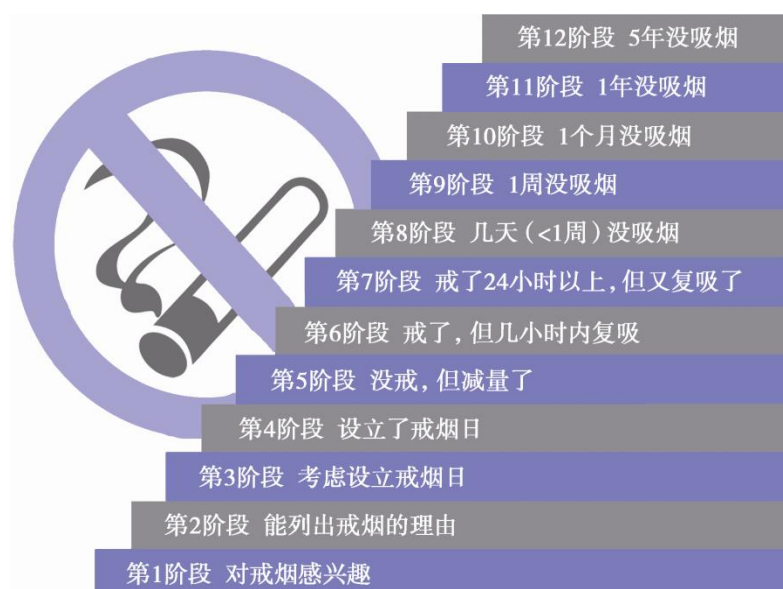 第12阶段 5年没吸烟
第11阶段 1年没吸烟
第10阶段 1个月没吸烟
第9阶段 1周没吸烟
第8阶段 几天(<1周)没吸烟
第7阶段 戒了24小时以上,但又复吸了
第6阶段 戒了,但几小时内复吸
第5阶段 没戒,但减量了
第4阶段 设立了戒烟日
第3阶段 考虑设立戒烟日
第2阶段 能列出戒烟的理由
第1阶段 对戒烟感兴趣